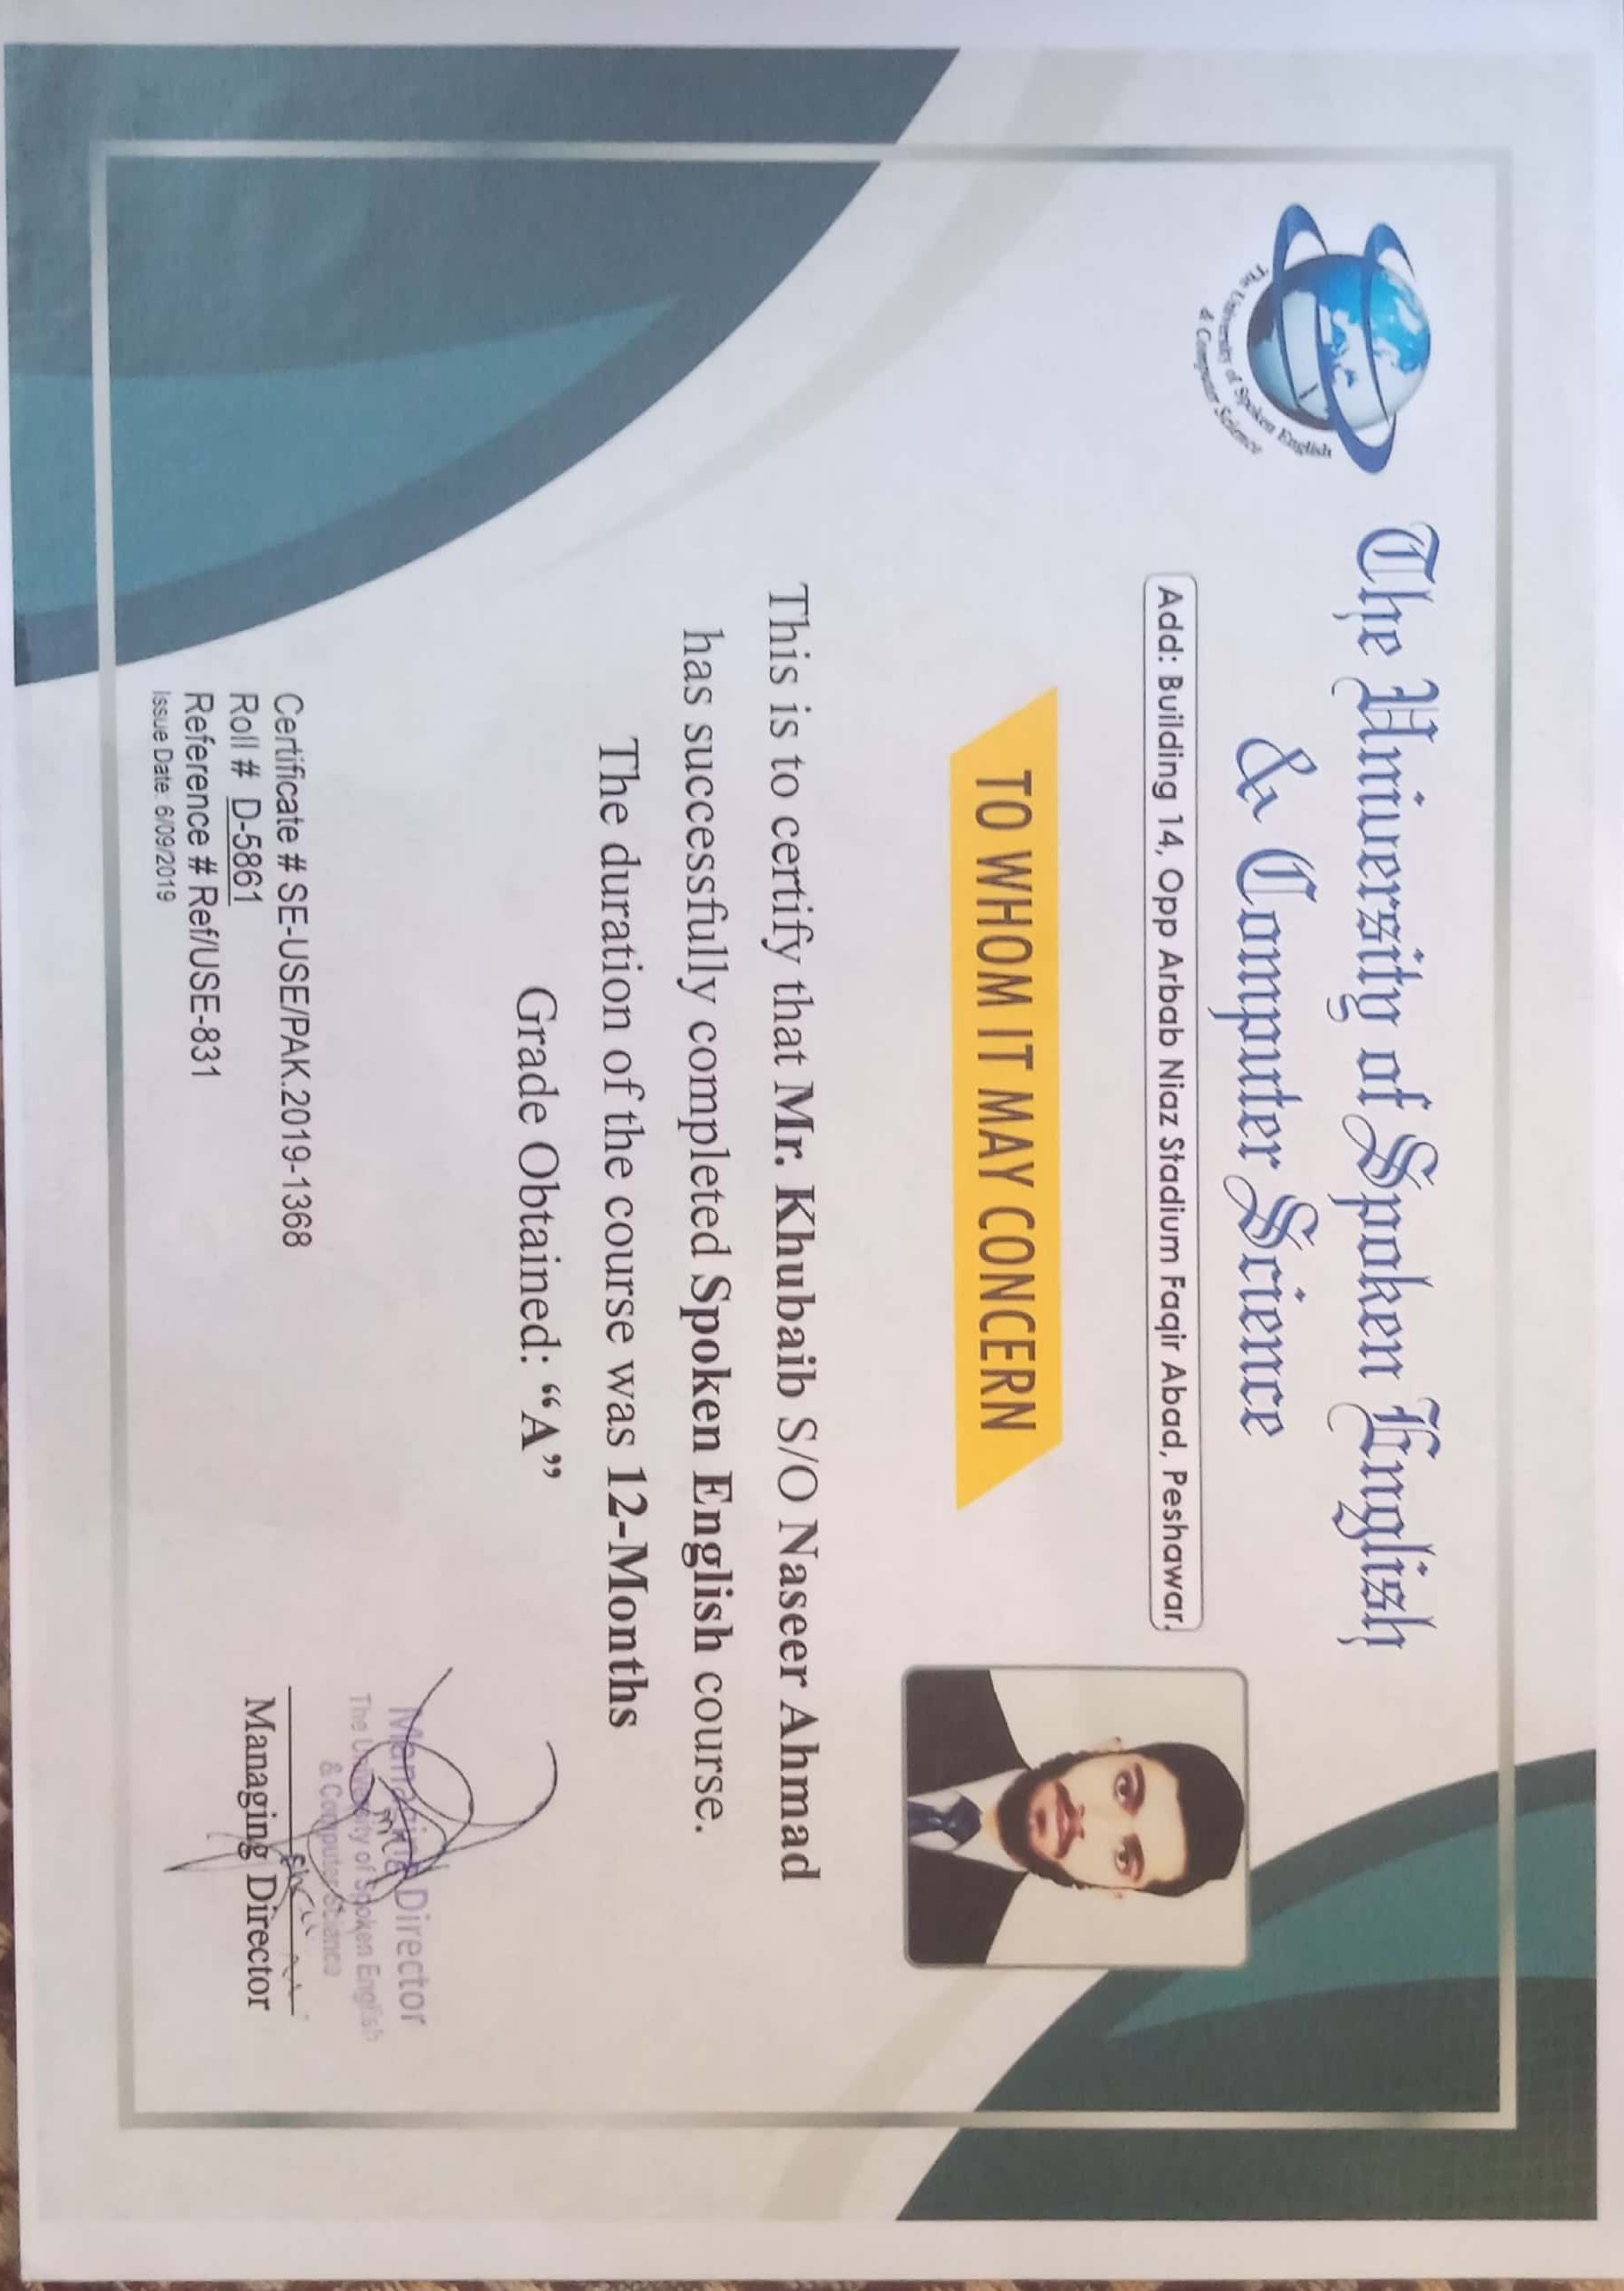 The University of Spoken English
& Computer Science
The University of Spoken English
& Computer Science
Add: Building 14, Opp Arbab Niaz Stadium Faqir Abad, Peshawar.
TO WHOM IT MAY CONCERN
This is to certify that Mr. Khubaib S/O Naseer Ahmad
has successfully completed Spoken English course.
The duration of the course was 12-Months
Grade Obtained: “A”
Managing Director
The University of Spoken English
& Computer Science
Managing Director
Certificate # SE-USE/PAK.2019-1368
Roll # D-5861
Reference # Ref/USE-831
Issue Date: 6/09/2019